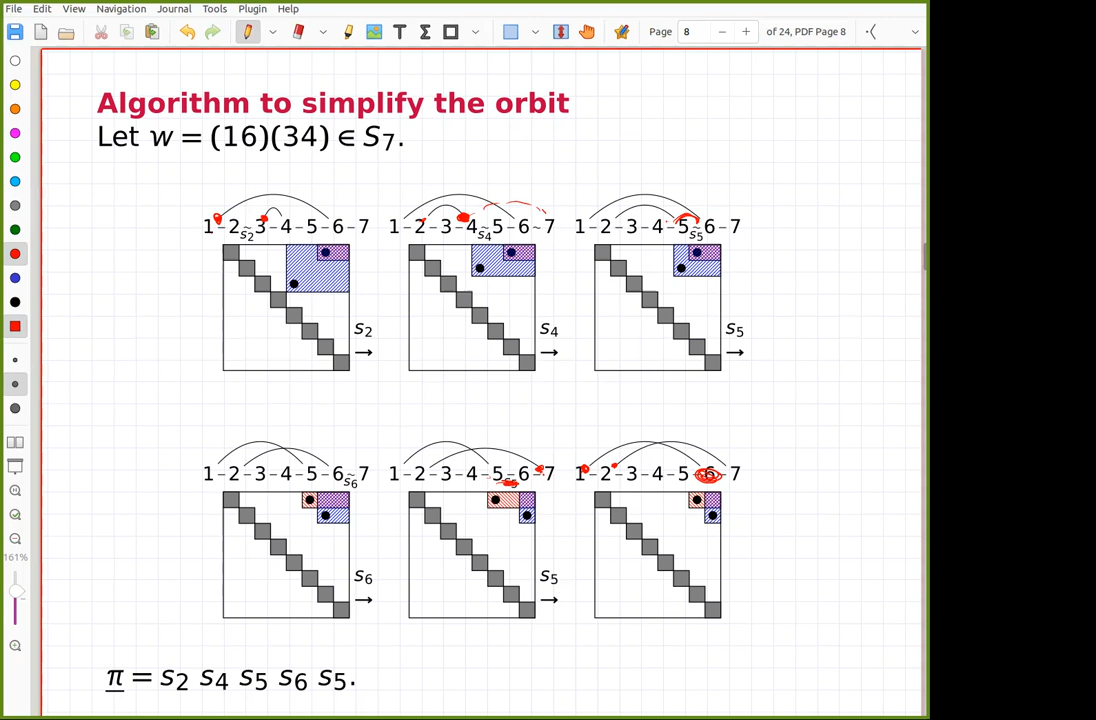 File Edit View Navigation Journal Tools Plugin Help
Page 8 of 24, PDF Page 8
161%
Algorithm to simplify the orbit
Let w = (16)(34) ∈ S₇.
1 - 2 ~ 3 - 4 - 5 - 6 - 7
s₂
1 - 2 - 3 - 4 ~ 5 - 6 ~ 7
s₄
1 - 2 - 3 - 4 - 5 ~ 6 - 7
s₅
s₂ →
s₄ →
s₅ →
1 - 2 - 3 - 4 - 5 - 6 ~ 7
s₆
1 - 2 - 3 - 4 - 5 - 6 - 7
s₅
1 - 2 - 3 - 4 - 5 - 6 - 7
s₆ →
s₅ →
π = s₂ s₄ s₅ s₆ s₅.